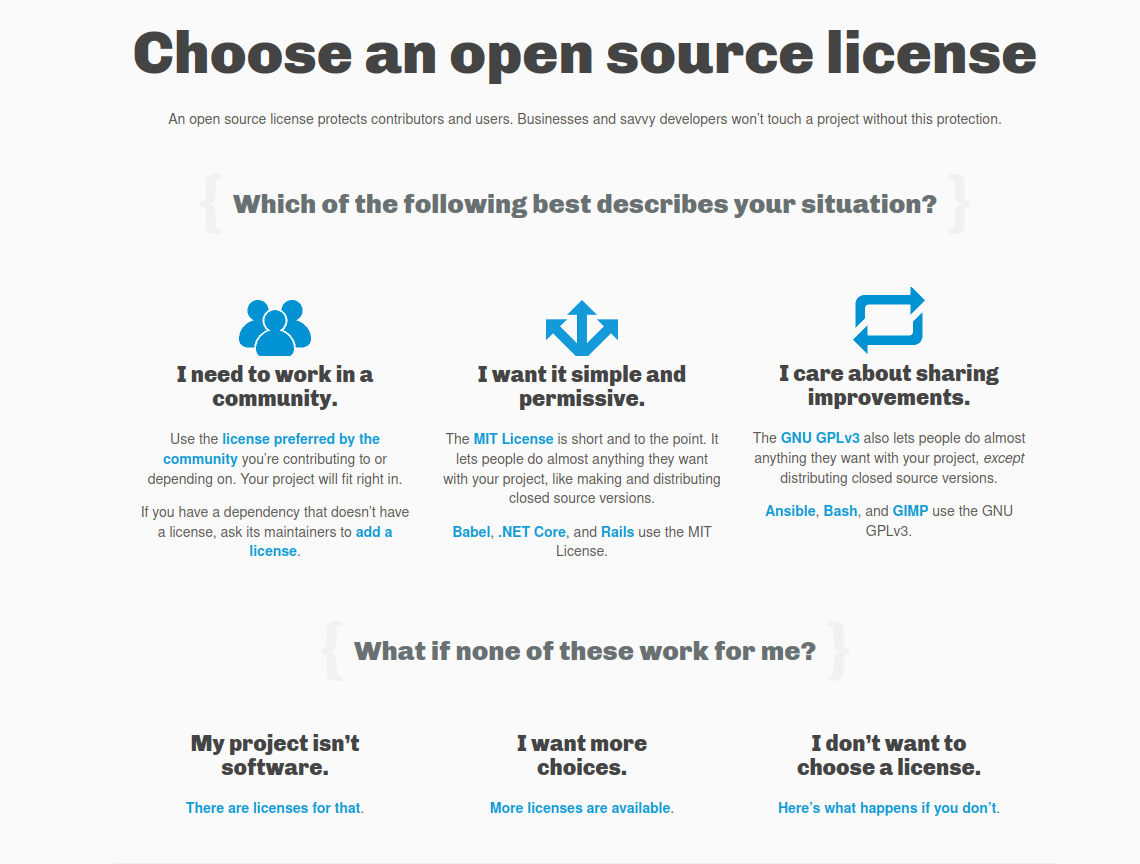 Choose an open source license
An open source license protects contributors and users. Businesses and savvy developers won’t touch a project without this protection.
{ Which of the following best describes your situation? }
I need to work in a
community.
Use the license preferred by the
community you’re contributing to or
depending on. Your project will fit right in.
If you have a dependency that doesn’t have
a license, ask its maintainers to add a
license.
I want it simple and
permissive.
The MIT License is short and to the point. It
lets people do almost anything they want
with your project, like making and distributing
closed source versions.
Babel, .NET Core, and Rails use the MIT
License.
I care about sharing
improvements.
The GNU GPLv3 also lets people do almost
anything they want with your project, except
distributing closed source versions.
Ansible, Bash, and GIMP use the GNU
GPLv3.
{ What if none of these work for me? }
My project isn’t
software.
There are licenses for that.
I want more
choices.
More licenses are available.
I don’t want to
choose a license.
Here’s what happens if you don’t.